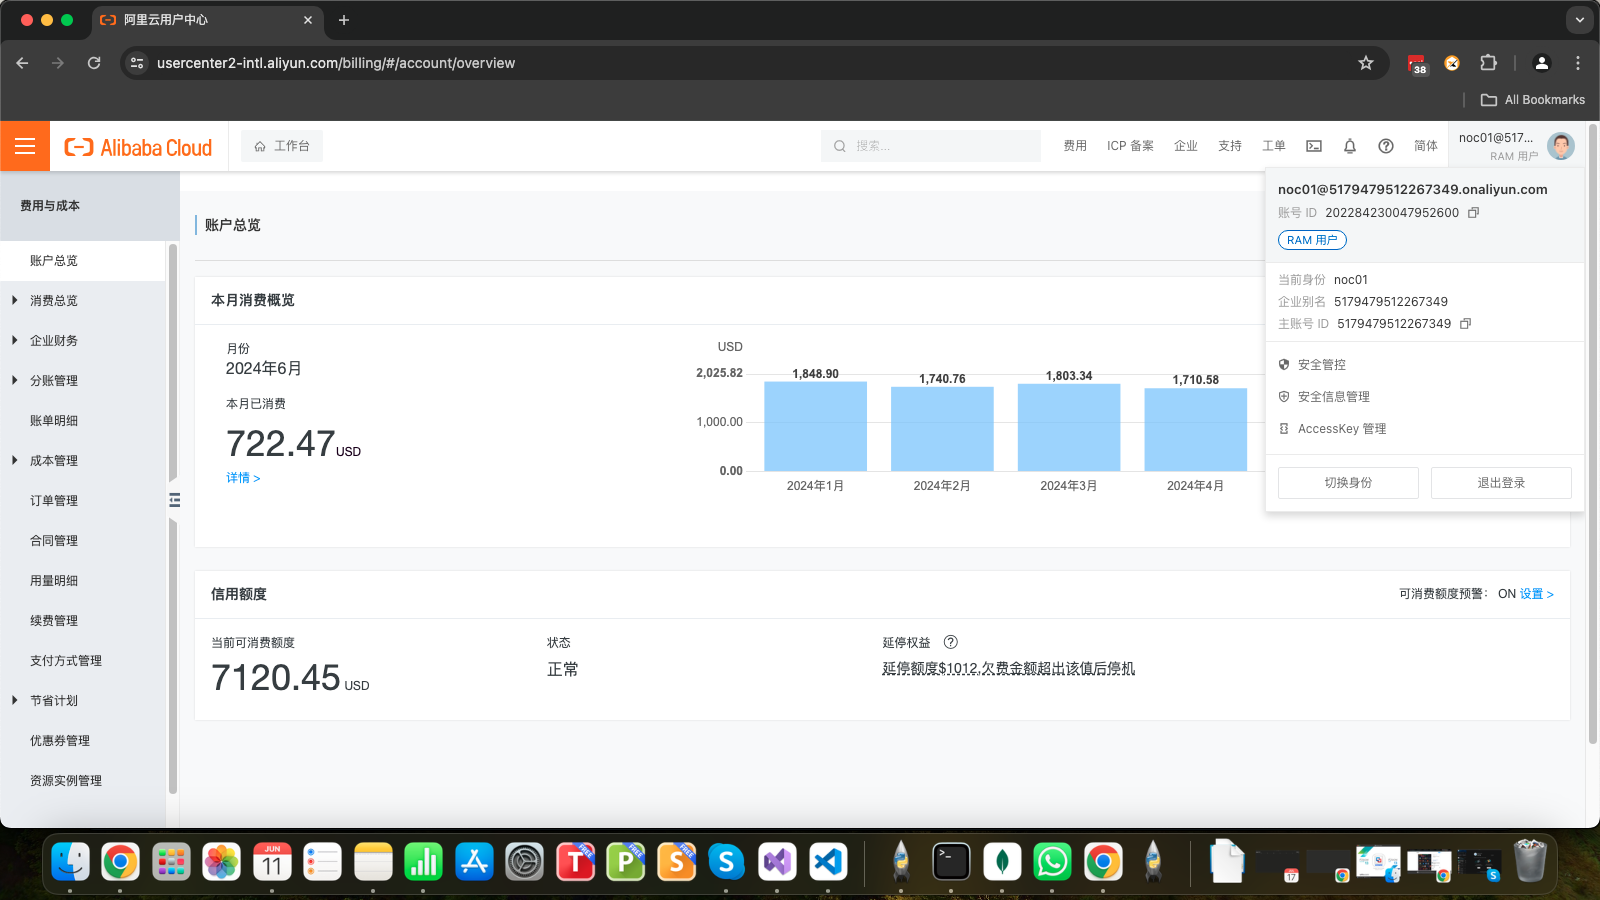 阿里云用户中心
usercenter2-intl.aliyun.com/billing/#/account/overview
38
All Bookmarks
Alibaba Cloud
工作台
搜索...
费用
ICP 备案
企业
支持
工单
简体
noc01@517...
RAM 用户
费用与成本
账户总览
消费总览
企业财务
分账管理
账单明细
成本管理
订单管理
合同管理
用量明细
续费管理
支付方式管理
节省计划
优惠券管理
资源实例管理
账户总览
本月消费概览
月份
2024年6月
本月已消费
722.47 USD
详情 >
USD
2,025.82
1,000.00
0.00
1,848.90
1,740.76
1,803.34
1,710.58
2024年1月
2024年2月
2024年3月
2024年4月
noc01@5179479512267349.onaliyun.com
账号 ID 202284230047952600
RAM 用户
当前身份 noc01
企业别名 5179479512267349
主账号 ID 5179479512267349
安全管控
安全信息管理
AccessKey 管理
切换身份
退出登录
信用额度
可消费额度预警： ON 设置 >
当前可消费额度
7120.45 USD
状态
正常
延停权益
延停额度$1012,欠费金额超出该值后停机
JUN
11
T
FREE
P
FREE
S
FREE
17